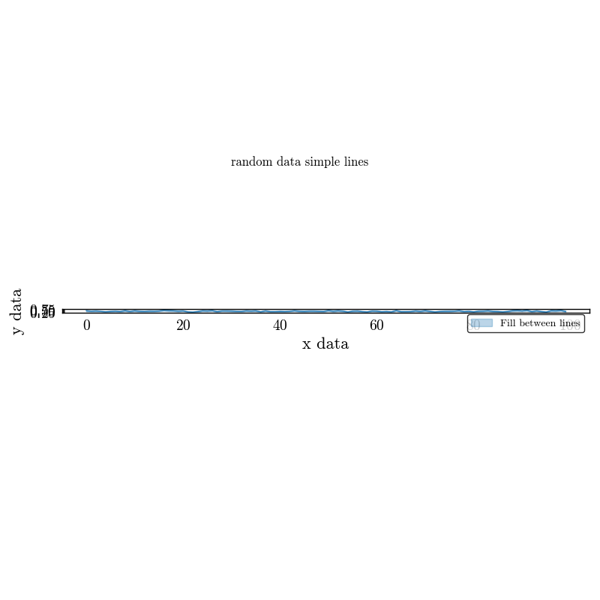 random data simple lines
y data
0 20 40 60
Fill between lines
x data